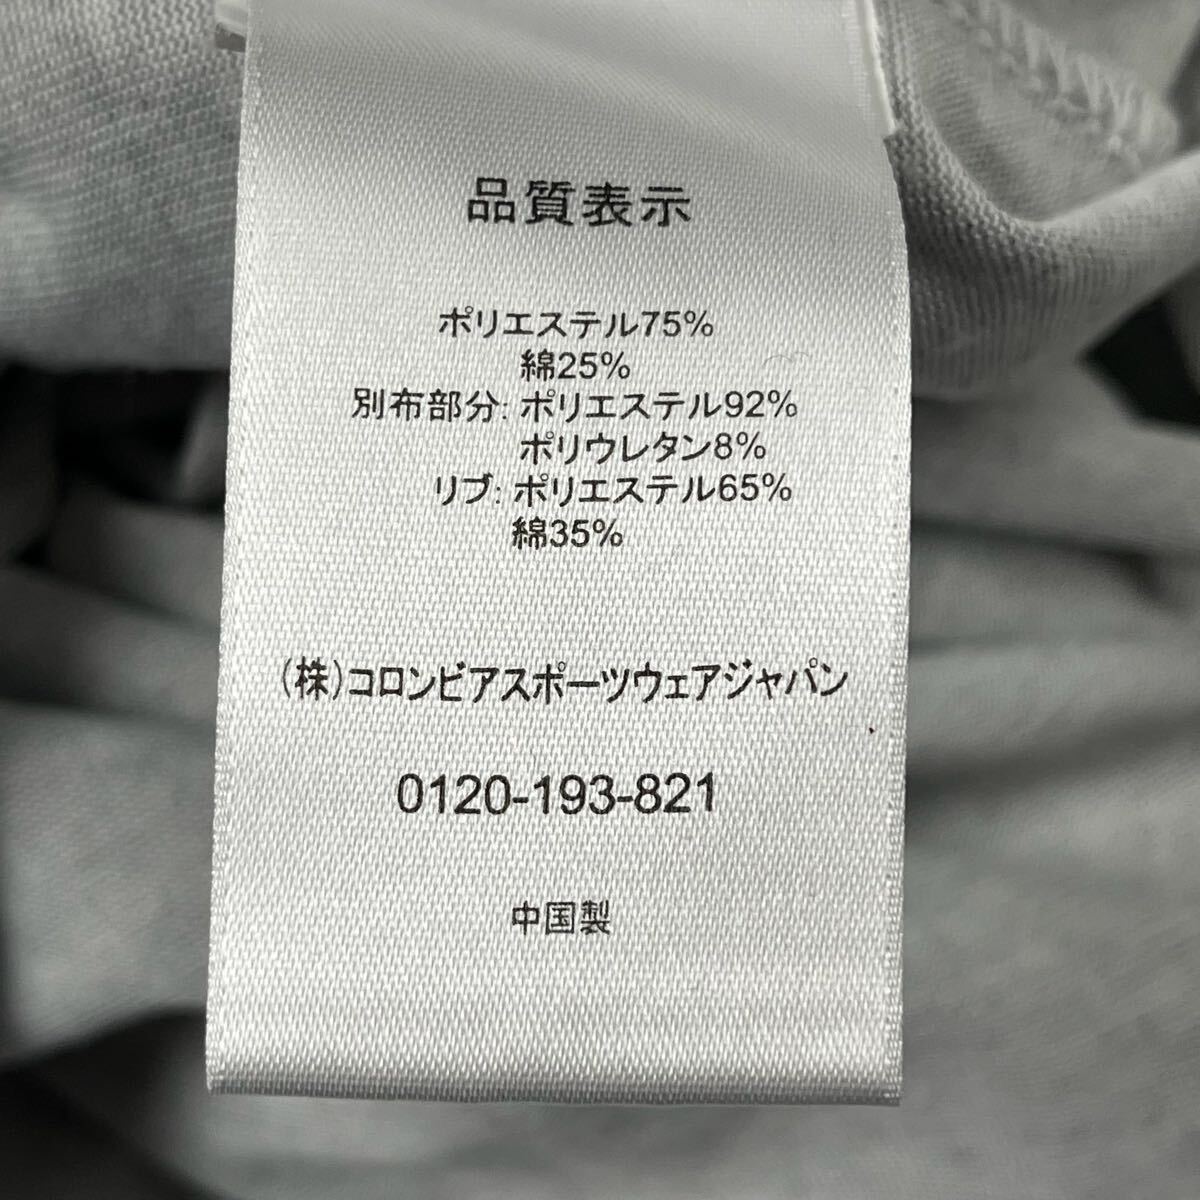 品質表示
ポリエステル75%
綿25%
別布部分: ポリエステル92%
ポリウレタン8%
リブ: ポリエステル65%
綿35%
(株)コロンビアスポーツウェアジャパン
0120-193-821
中国製